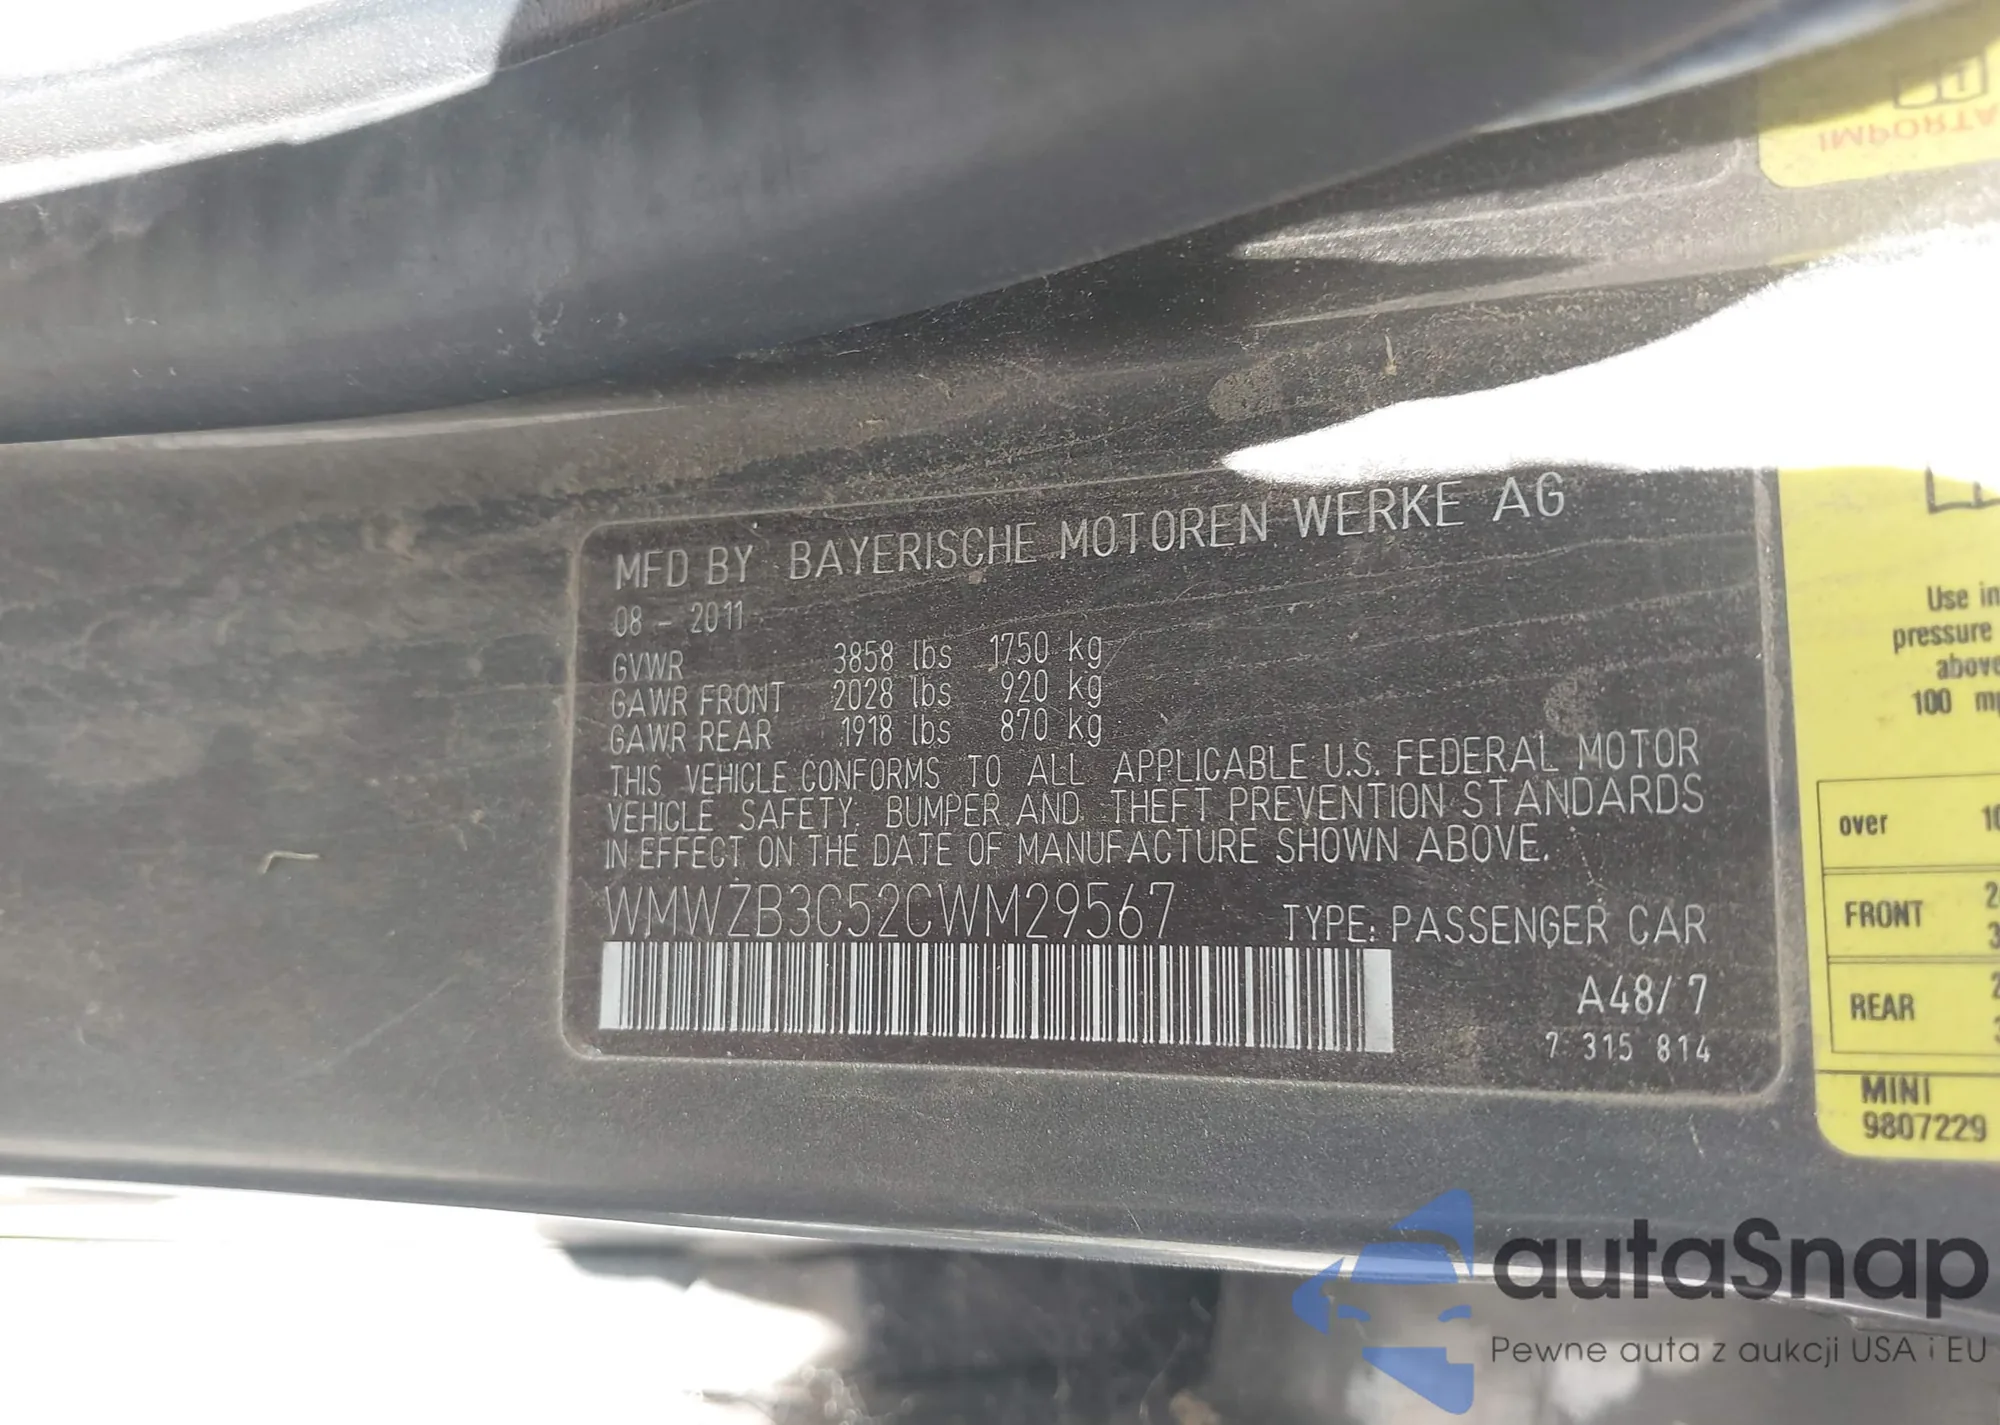 IMPORTA
MFD BY BAYERISCHE MOTOREN WERKE AG
08 - 2011
GVWR 3858 lbs 1750 kg
GAWR FRONT 2028 lbs 920 kg
GAWR REAR 1918 lbs 870 kg
THIS VEHICLE CONFORMS TO ALL APPLICABLE U.S. FEDERAL MOTOR
VEHICLE SAFETY, BUMPER AND THEFT PREVENTION STANDARDS
IN EFFECT ON THE DATE OF MANUFACTURE SHOWN ABOVE.
WMWZB3C52CWM29567 TYPE: PASSENGER CAR
A48/ 7
7 315 814
Use in
pressure
above
100
over 10
FRONT
REAR
MINI
9807229
autaSnap
Pewne auta z aukcji USA i EU